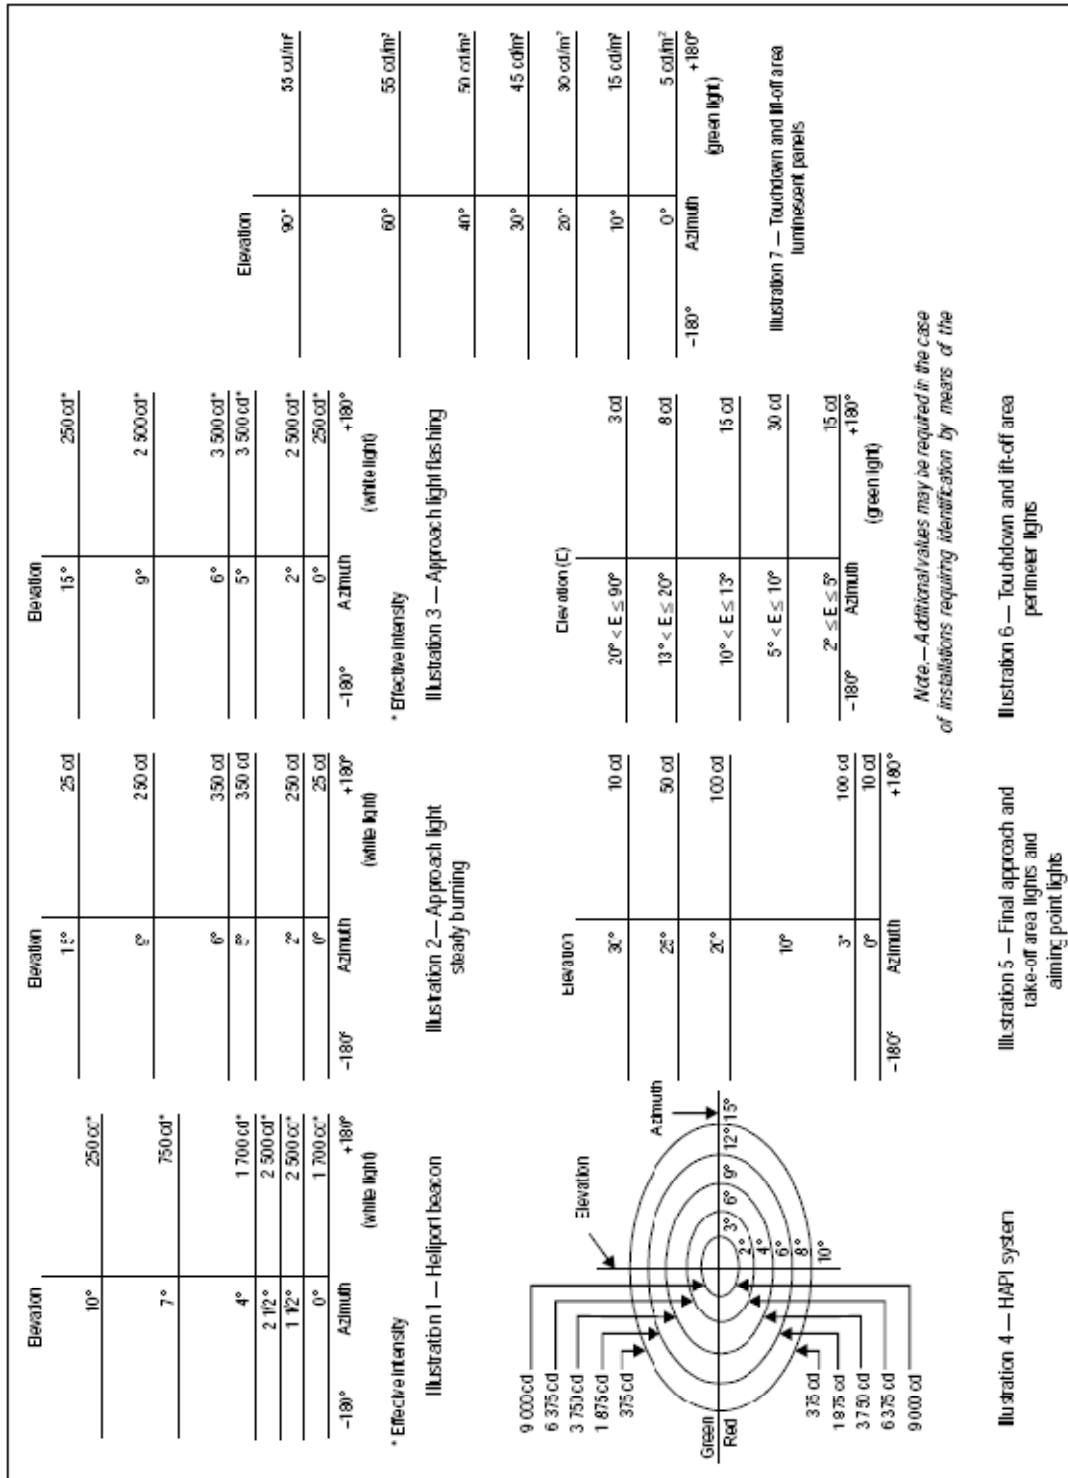 Elevation
10° 250 cd*
7° 750 cd*
4° 1 700 cd*
2 1/2° 2 500 cd*
1 1/2° 2 500 cd*
0° 1 700 cd*
−180° Azimuth +180°
(white light)
* Effective intensity
Illustration 1 — Heliport beacon
Elevation
15° 25 cd
9° 250 cd
6° 350 cd
5° 350 cd
2° 250 cd
0° 25 cd
−180° Azimuth +180°
(white light)
Illustration 2 — Approach light
steady burning
Elevation
15° 250 cd*
9° 2 500 cd*
6° 3 500 cd*
5° 3 500 cd*
2° 2 500 cd*
0° 250 cd*
−180° Azimuth +180°
(white light)
* Effective intensity
Illustration 3 — Approach light flashing
9 000 cd
6 375 cd
3 750 cd
1 875 cd
375 cd
Elevation
Azimuth
Green
Red
3° 6° 9° 12° 15°
2°
4°
6°
8°
10°
375 cd
1 875 cd
3 750 cd
6 375 cd
9 000 cd
Illustration 4 — HAPI system
Elevation
30° 10 cd
25° 50 cd
20° 100 cd
10°
3° 100 cd
0° 10 cd
−180° Azimuth +180°
Illustration 5 — Final approach and
take-off area lights and
aiming point lights
Elevation (E)
20° < E ≤ 90° 3 cd
13° < E ≤ 20° 8 cd
10° < E ≤ 13° 15 cd
5° < E ≤ 10° 30 cd
2° ≤ E ≤ 5° 15 cd
−180° Azimuth +180°
(green light)
Note.— Additional values may be required in the case
of installations requiring identification by means of the
Illustration 6 — Touchdown and lift-off area
perimeter lights
Elevation
90° 55 cd/m²
60° 55 cd/m²
40° 50 cd/m²
30° 45 cd/m²
20° 30 cd/m²
10° 15 cd/m²
0° 5 cd/m²
−180° Azimuth +180°
(green light)
Illustration 7 — Touchdown and lift-off area
luminescent panels